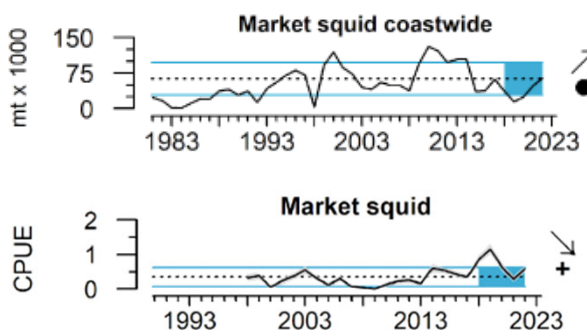 Market squid coastwide
mt x 1000
150
75
0
1983 1993 2003 2013 2023
Market squid
CPUE
2
1
0
1993 2003 2013 2023
+